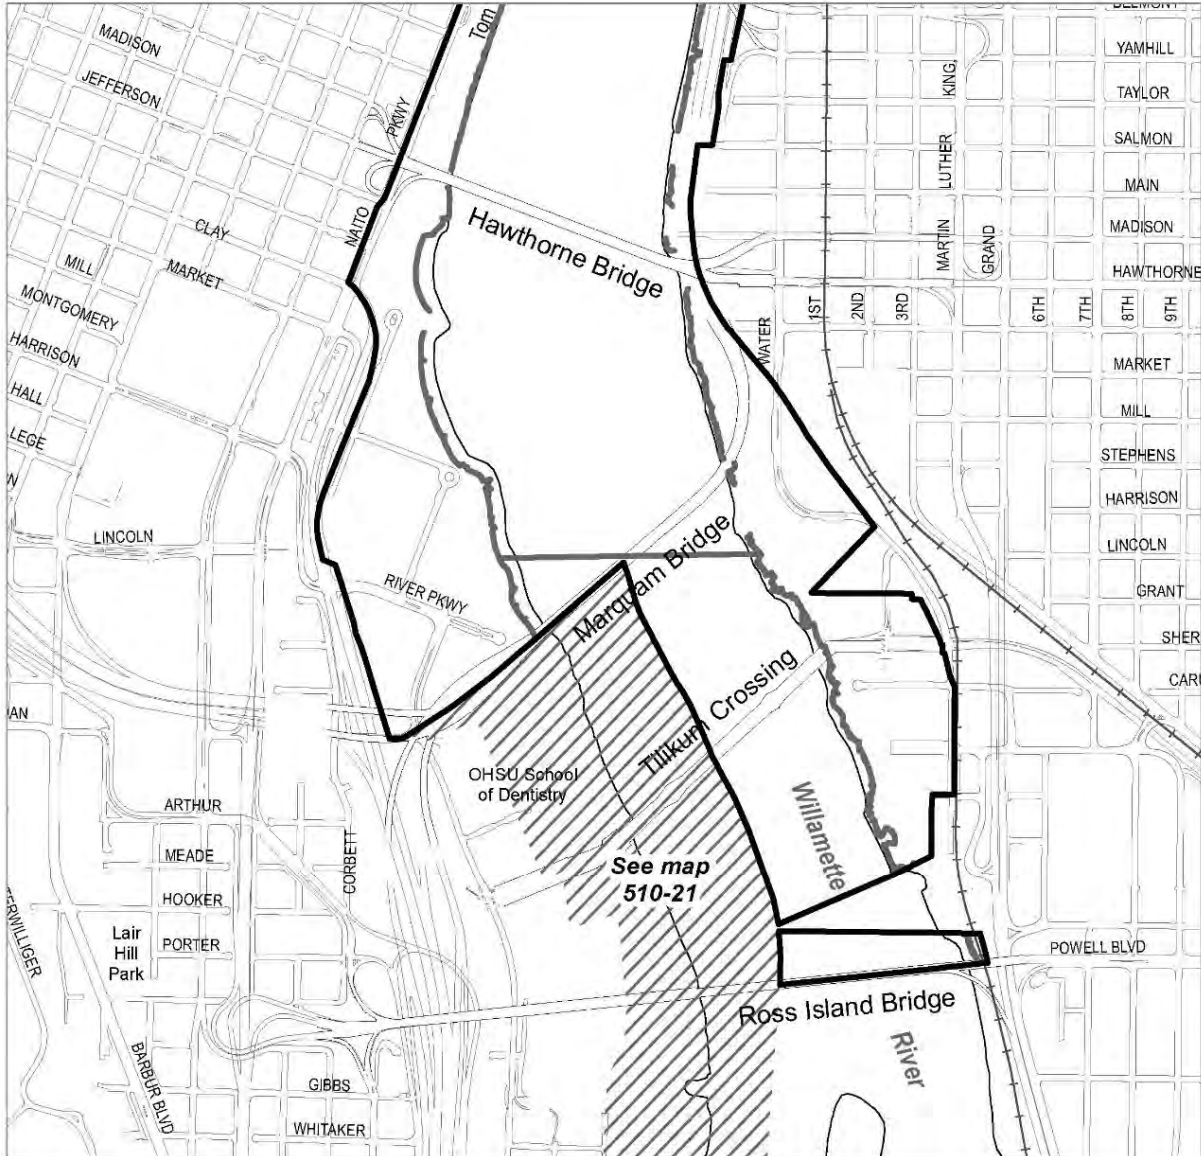 BELMONT
MADISON
Tom
YAMHILL
JEFFERSON
KING,
TAYLOR
PKWY
SALMON
LUTHER
MAIN
CLAY
NAITO
Hawthorne Bridge
MARTIN
GRAND
MADISON
MILL
MARKET
HAWTHORNE
MONTGOMERY
WATER
1ST
2ND
3RD
6TH
7TH
8TH
9TH
HARRISON
MARKET
HALL
MILL
LEGE
STEPHENS
HARRISON
LINCOLN
LINCOLN
Marquam Bridge
RIVER PKWY
GRANT
SHER
Tilikum Crossing
CARU
AN
OHSU School
of Dentistry
Willamette
ARTHUR
MEADE
CORBETT
See map
510-21
HOOKER
TERWILLIGER
Lair
Hill
Park
PORTER
POWELL BLVD
Ross Island Bridge
River
BARBUR BLVD
GIBBS
WHITAKER